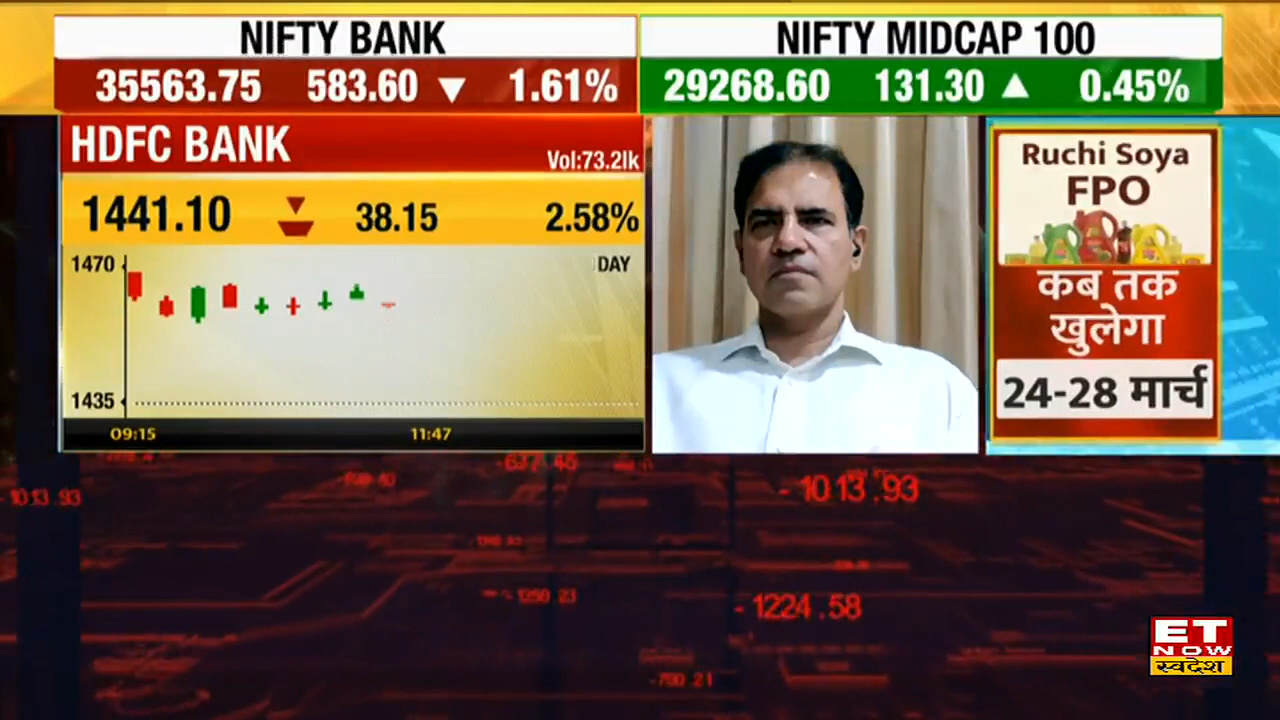 NIFTY BANK
35563.75 583.60 ▼ 1.61%
NIFTY MIDCAP 100
29268.60 131.30 ▲ 0.45%
HDFC BANK
Vol:73.2lk
1441.10 38.15 2.58%
1470
DAY
1435
09:15 11:47
Ruchi Soya
FPO
कब तक
खुलेगा
24-28 मार्च
-1013.93
-1013.93
-1224.58
ET
NOW
स्वदेश